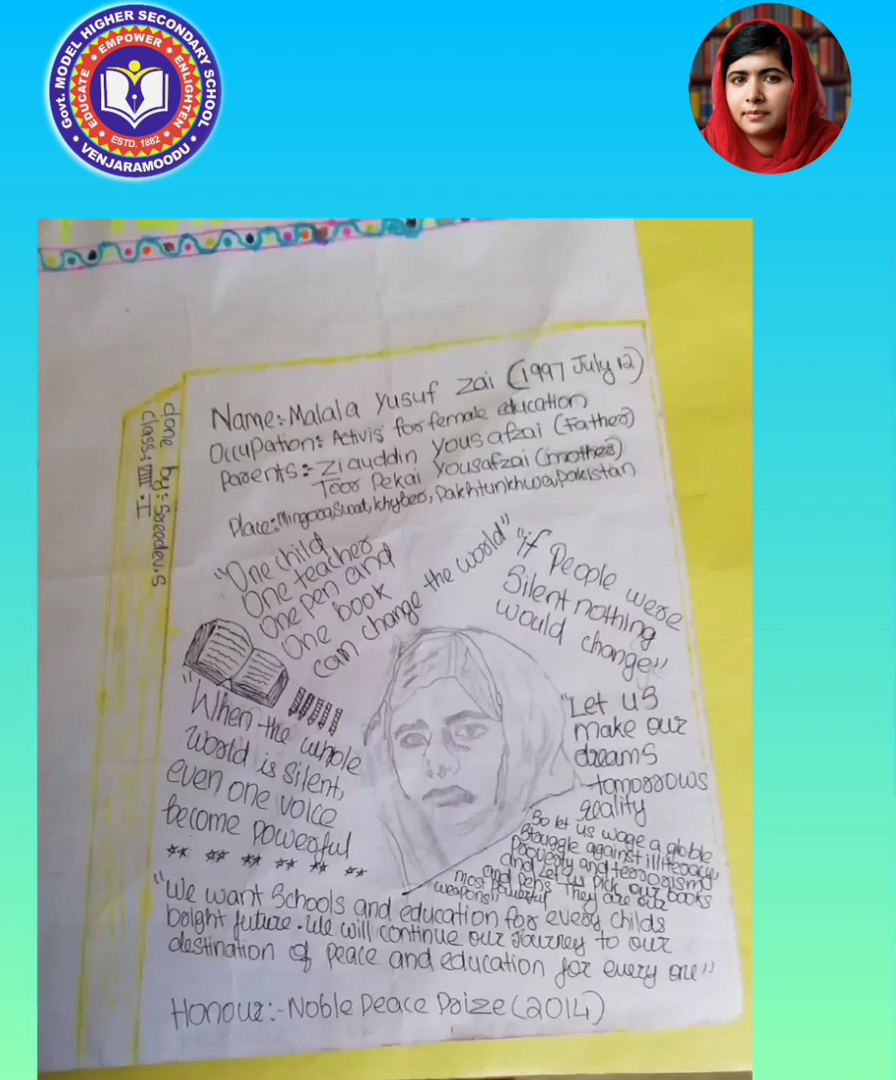 Govt. MODEL HIGHER SECONDARY SCHOOL
EDUCATE • EMPOWER • ENLIGHTEN
ESTD. 1882
• VENJARAMOODU •
Name:- Malala Yusuf zai (1997 July 12)
Occupation:- Activis for female education
Parents:- Ziauddin Yousafzai (Father)
Toor Pekai Yousafzai (mother)
Place:- Mingora, Swat, Khyber, Pakhtunkhwa, Pakistan
done by:- Sreedevi.S
class:- VIII.I
"One child
One teacher
One pen and
One book
can change the world"
"if People were
Silent nothing
would change"
"When the whole
world is silent,
even one voice
become powerful
"Let us
make our
dreams
tomorrows
reality
So let us wage a globle
Struggle against illiteracy,
Poouerty and terrorism
and Let us pick our books
and pens They are our
most powerful
weapons"
"We want Schools and education for every childs
bright future. We will continue our Journey to our
destination of peace and education for every one"
Honour:- Noble Peace Prize (2014)